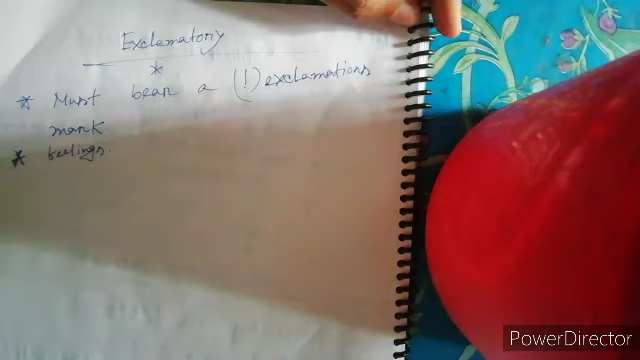 Exclamatory
*
* Must bear a (!) exclamations
mark
* feelings.
PowerDirector